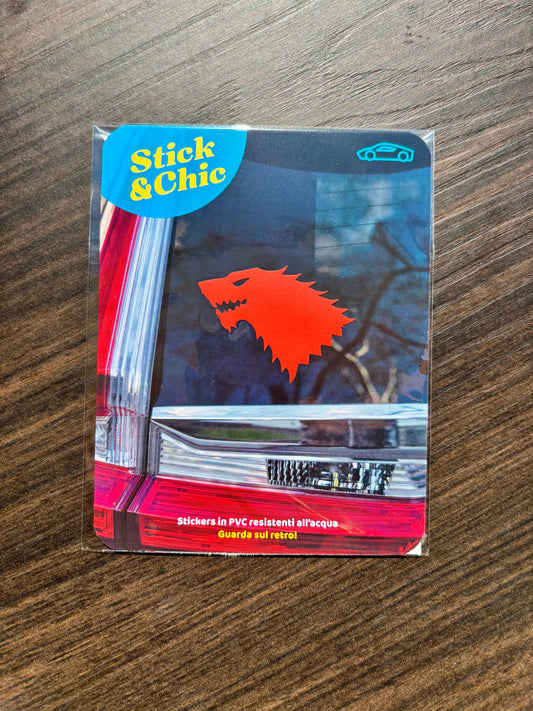 Stick
&Chic
Stickers in PVC resistenti all'acqua
Guarda sul retro!